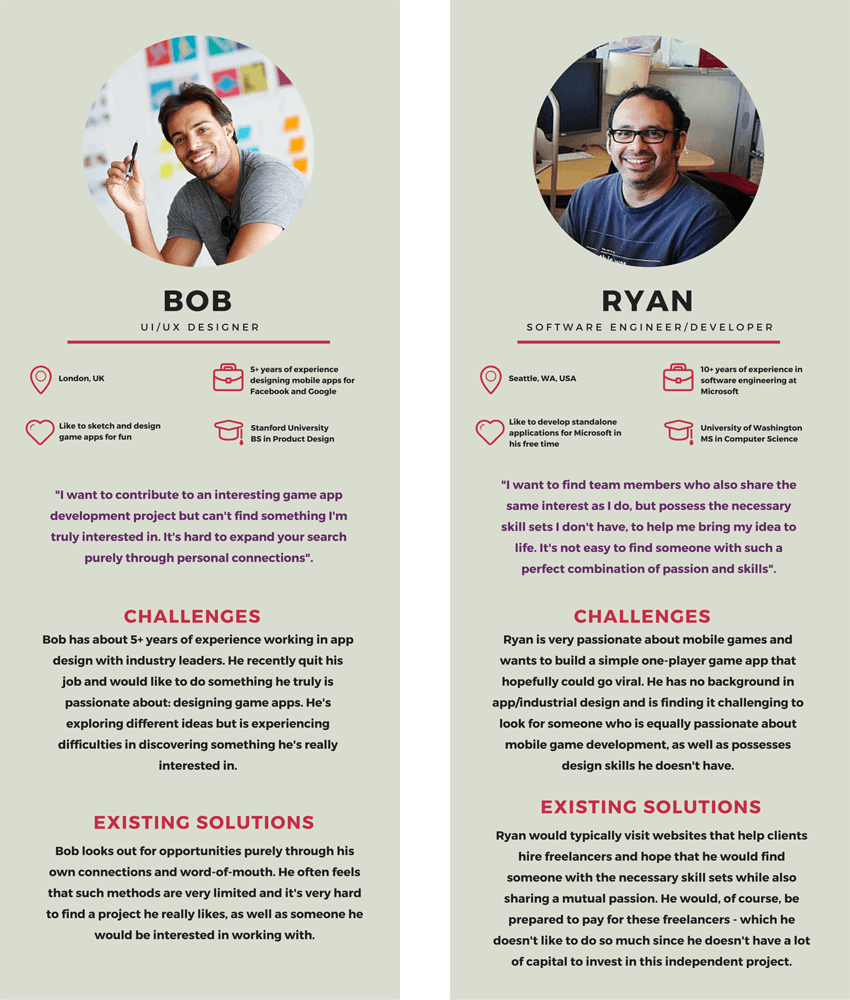 BOB
UI/UX DESIGNER
London, UK
5+ years of experience
designing mobile apps for
Facebook and Google
Like to sketch and design
game apps for fun
Stanford University
BS in Product Design
"I want to contribute to an interesting game app
development project but can't find something I'm
truly interested in. It's hard to expand your search
purely through personal connections".
CHALLENGES
Bob has about 5+ years of experience working in app
design with industry leaders. He recently quit his
job and would like to do something he truly is
passionate about: designing game apps. He's
exploring different ideas but is experiencing
difficulties in discovering something he's really
interested in.
EXISTING SOLUTIONS
Bob looks out for opportunities purely through his
own connections and word-of-mouth. He often feels
that such methods are very limited and it's very hard
to find a project he really likes, as well as someone he
would be interested in working with.
RYAN
SOFTWARE ENGINEER/DEVELOPER
Seattle, WA, USA
10+ years of experience in
software engineering at
Microsoft
Like to develop standalone
applications for Microsoft in
his free time
University of Washington
MS in Computer Science
"I want to find team members who also share the
same interest as I do, but possess the necessary
skill sets I don't have, to help me bring my idea to
life. It's not easy to find someone with such a
perfect combination of passion and skills".
CHALLENGES
Ryan is very passionate about mobile games and
wants to build a simple one-player game app that
hopefully could go viral. He has no background in
app/industrial design and is finding it challenging to
look for someone who is equally passionate about
mobile game development, as well as possesses
design skills he doesn't have.
EXISTING SOLUTIONS
Ryan would typically visit websites that help clients
hire freelancers and hope that he would find
someone with the necessary skill sets while also
sharing a mutual passion. He would, of course, be
prepared to pay for these freelancers - which he
doesn't like to do so much since he doesn't have a lot
of capital to invest in this independent project.